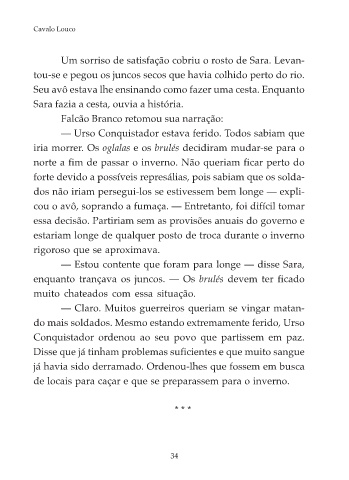 Cavalo Louco
Um sorriso de satisfação cobriu o rosto de Sara. Levan-
tou-se e pegou os juncos secos que havia colhido perto do rio.
Seu avô estava lhe ensinando como fazer uma cesta. Enquanto
Sara fazia a cesta, ouvia a história.
Falcão Branco retomou sua narração:
— Urso Conquistador estava ferido. Todos sabiam que
iria morrer. Os oglalas e os brulés decidiram mudar-se para o
norte a fim de passar o inverno. Não queriam ficar perto do
forte devido a possíveis represálias, pois sabiam que os solda-
dos não iriam persegui-los se estivessem bem longe — expli-
cou o avô, soprando a fumaça. — Entretanto, foi difícil tomar
essa decisão. Partiriam sem as provisões anuais do governo e
estariam longe de qualquer posto de troca durante o inverno
rigoroso que se aproximava.
— Estou contente que foram para longe — disse Sara,
enquanto trançava os juncos. — Os brulés devem ter ficado
muito chateados com essa situação.
— Claro. Muitos guerreiros queriam se vingar matan-
do mais soldados. Mesmo estando extremamente ferido, Urso
Conquistador ordenou ao seu povo que partissem em paz.
Disse que já tinham problemas suficientes e que muito sangue
já havia sido derramado. Ordenou-lhes que fossem em busca
de locais para caçar e que se preparassem para o inverno.
* * *
34